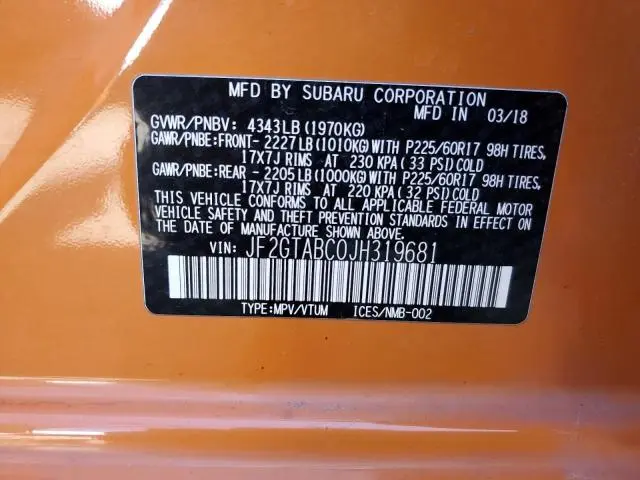 MFD BY SUBARU CORPORATION
MFD IN 03/18
GVWR/PNBV- 4343LB(1970KG)
GAWR/PNBE:FRONT- 2227LB(1010KG)WITH P225/60R17 98H TIRES,
17X7J RIMS AT 230 KPA(33 PSI)COLD
GAWR/PNBE:REAR - 2205LB(1000KG)WITH P225/60R17 98H TIRES,
17X7J RIMS AT 220 KPA(32 PSI)COLD
THIS VEHICLE CONFORMS TO ALL APPLICABLE FEDERAL MOTOR
VEHICLE SAFETY AND THEFT PREVENTION STANDARDS IN EFFECT ON
THE DATE OF MANUFACTURE SHOWN ABOVE.
VIN: JF2GTABC0JH319681
TYPE:MPV/VTUM ICES/NMB-002